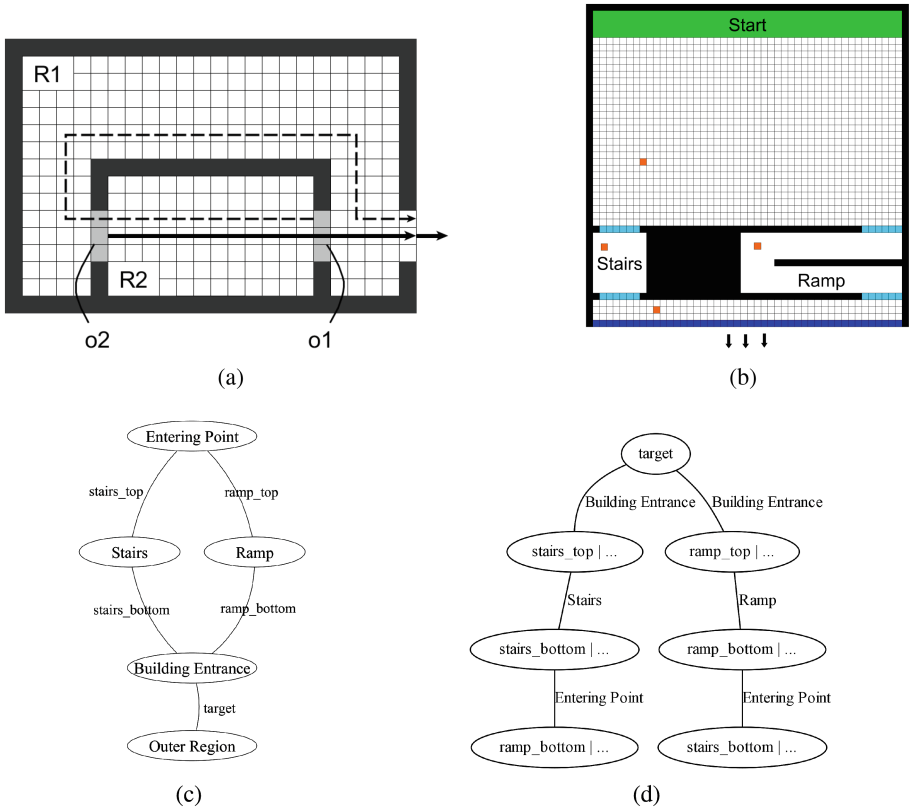 R1
R2
o2
o1
(a)
Start
Stairs
Ramp
(b)
Entering Point
stairs_top
ramp_top
Stairs
Ramp
stairs_bottom
ramp_bottom
Building Entrance
target
Outer Region
(c)
target
Building Entrance
Building Entrance
stairs_top | ...
ramp_top | ...
Stairs
Ramp
stairs_bottom | ...
ramp_bottom | ...
Entering Point
Entering Point
ramp_bottom | ...
stairs_bottom | ...
(d)